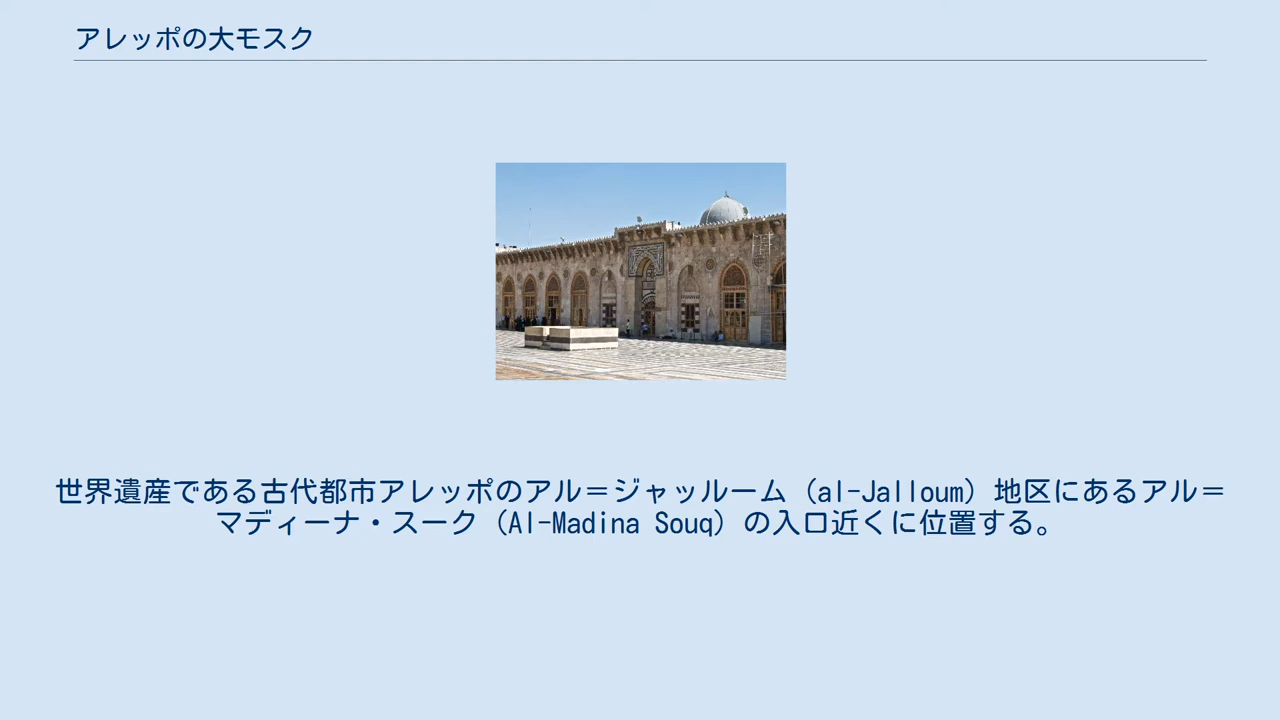 アレッポの大モスク
世界遺産である古代都市アレッポのアル＝ジャッルーム（al-Jalloum）地区にあるアル＝
マディーナ・スーク（Al-Madina Souq）の入口近くに位置する。